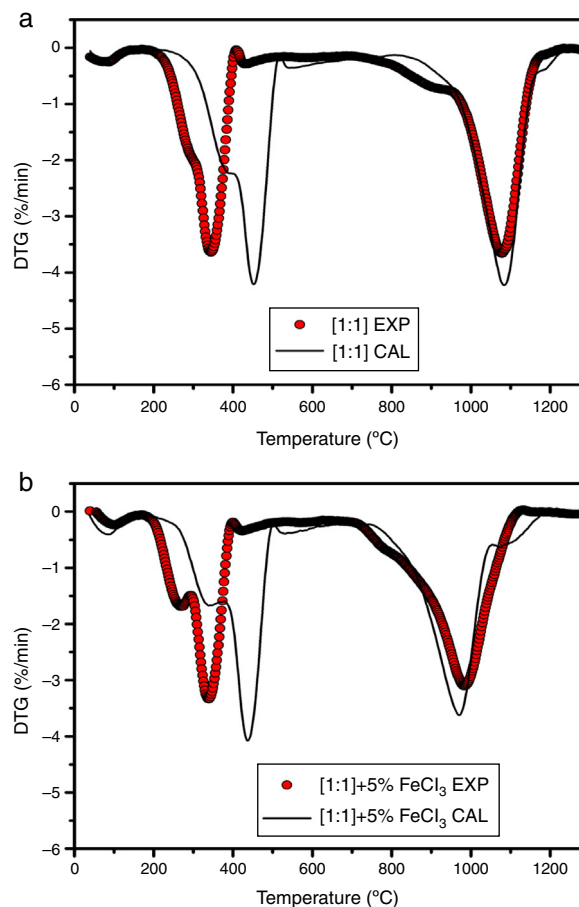 a
0
–1
–2
–3
–4
–5
–6
DTG (%/min)
[1:1] EXP
[1:1] CAL
0 200 400 600 800 1000 1200
Temperature (ºC)
b
0
–1
–2
–3
–4
–5
–6
DTG (%/min)
[1:1]+5% FeCl₃ EXP
[1:1]+5% FeCl₃ CAL
0 200 400 600 800 1000 1200
Temperature (ºC)